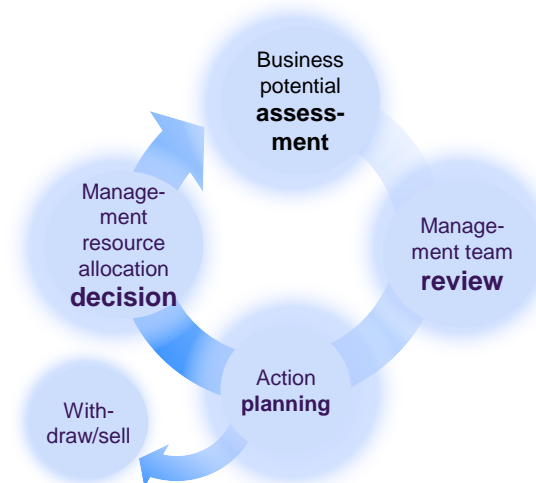 Business
potential
assess-
ment
Manage-
ment team
review
Action
planning
Manage-
ment
resource
allocation
decision
With-
draw/sell